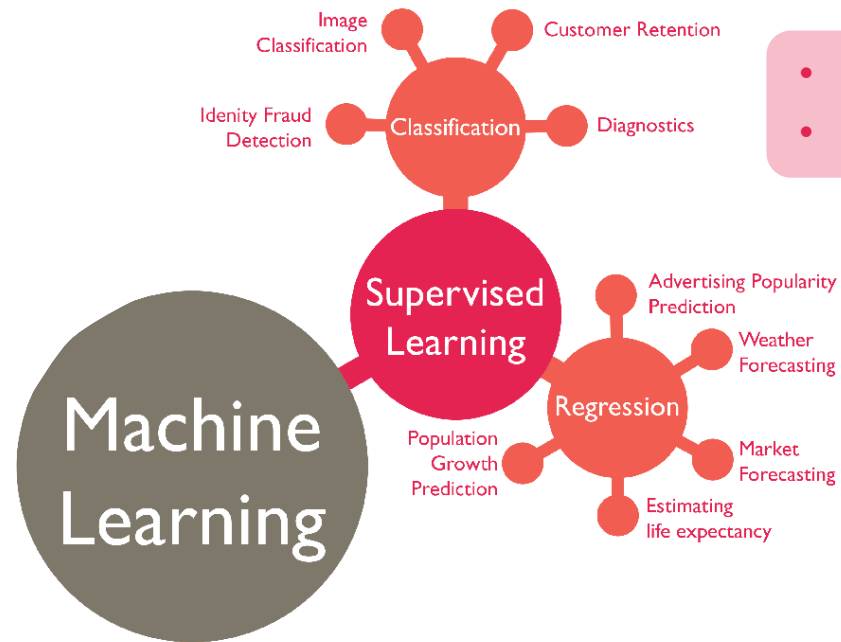 Image
Classification
Customer Retention
Idenity Fraud
Detection
Classification
Diagnostics
Supervised
Learning
Advertising Popularity
Prediction
Weather
Forecasting
Regression
Population
Growth
Prediction
Market
Forecasting
Estimating
life expectancy
Machine
Learning